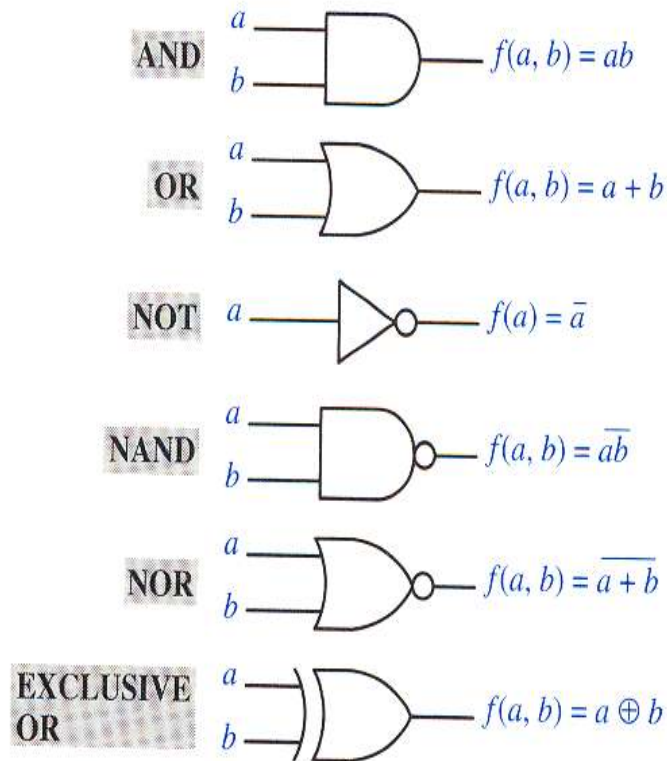 a
AND b f(a, b) = ab
a
OR b f(a, b) = a + b
NOT a f(a) = a̅
a
NAND b f(a, b) = a̅b̅
a
NOR b f(a, b) = a̅ ̅+̅ ̅b̅
EXCLUSIVE a
OR b f(a, b) = a ⊕ b